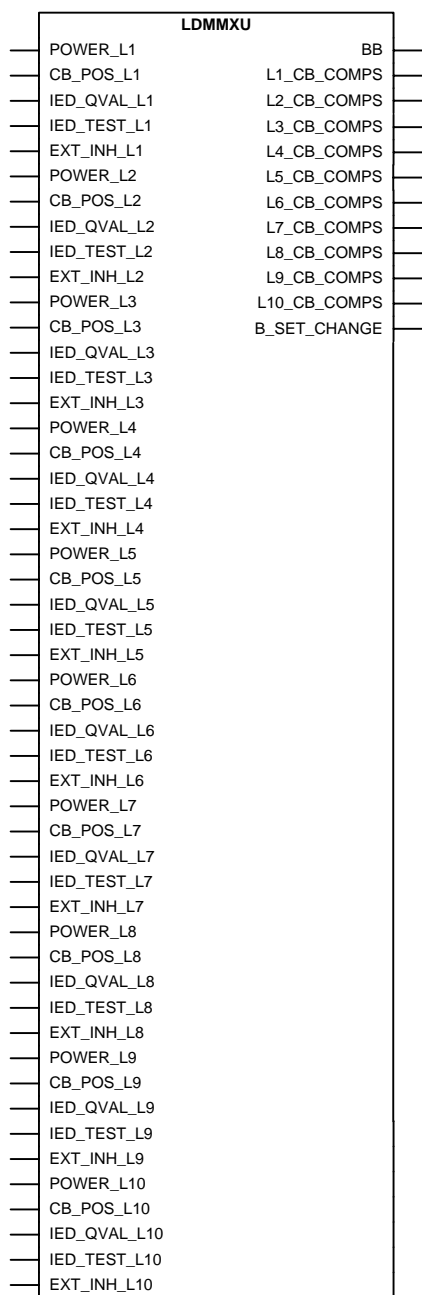 LDMMXU
POWER_L1 BB
CB_POS_L1 L1_CB_COMPS
IED_QVAL_L1 L2_CB_COMPS
IED_TEST_L1 L3_CB_COMPS
EXT_INH_L1 L4_CB_COMPS
POWER_L2 L5_CB_COMPS
CB_POS_L2 L6_CB_COMPS
IED_QVAL_L2 L7_CB_COMPS
IED_TEST_L2 L8_CB_COMPS
EXT_INH_L2 L9_CB_COMPS
POWER_L3 L10_CB_COMPS
CB_POS_L3 B_SET_CHANGE
IED_QVAL_L3
IED_TEST_L3
EXT_INH_L3
POWER_L4
CB_POS_L4
IED_QVAL_L4
IED_TEST_L4
EXT_INH_L4
POWER_L5
CB_POS_L5
IED_QVAL_L5
IED_TEST_L5
EXT_INH_L5
POWER_L6
CB_POS_L6
IED_QVAL_L6
IED_TEST_L6
EXT_INH_L6
POWER_L7
CB_POS_L7
IED_QVAL_L7
IED_TEST_L7
EXT_INH_L7
POWER_L8
CB_POS_L8
IED_QVAL_L8
IED_TEST_L8
EXT_INH_L8
POWER_L9
CB_POS_L9
IED_QVAL_L9
IED_TEST_L9
EXT_INH_L9
POWER_L10
CB_POS_L10
IED_QVAL_L10
IED_TEST_L10
EXT_INH_L10